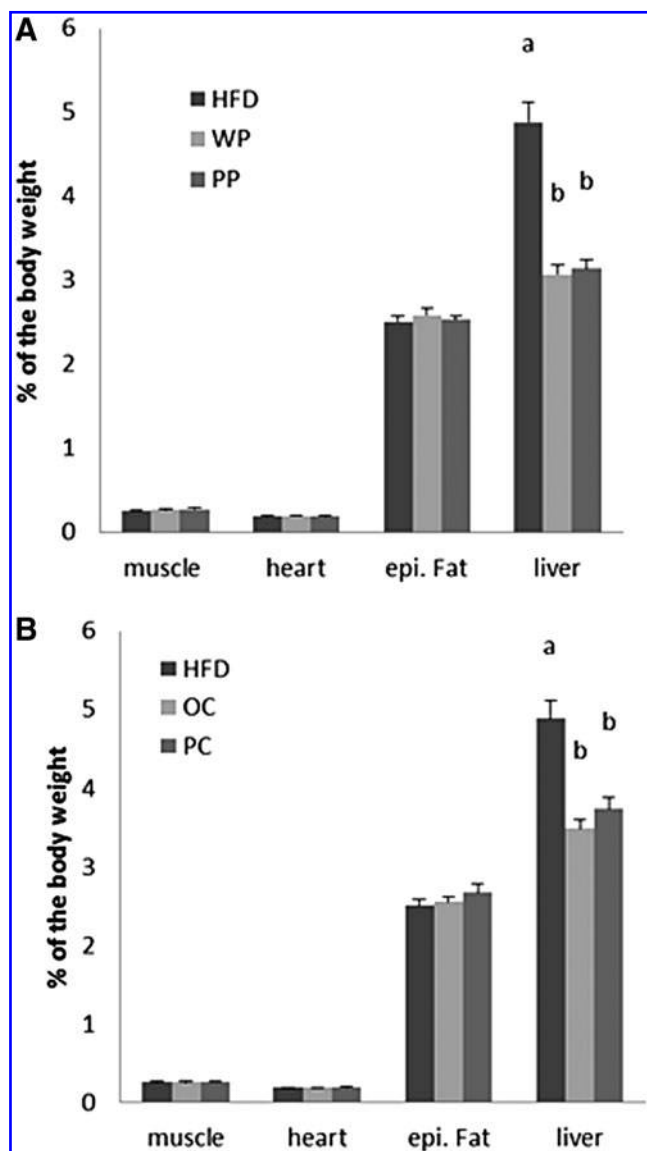 A
6
a
HFD
5
WP
PP
4
b b
3
2
1
0
% of the body weight
muscle heart epi. Fat liver
B
6
a
HFD
5
OC
b
PC
b
4
3
2
1
0
% of the body weight
muscle heart epi. Fat liver